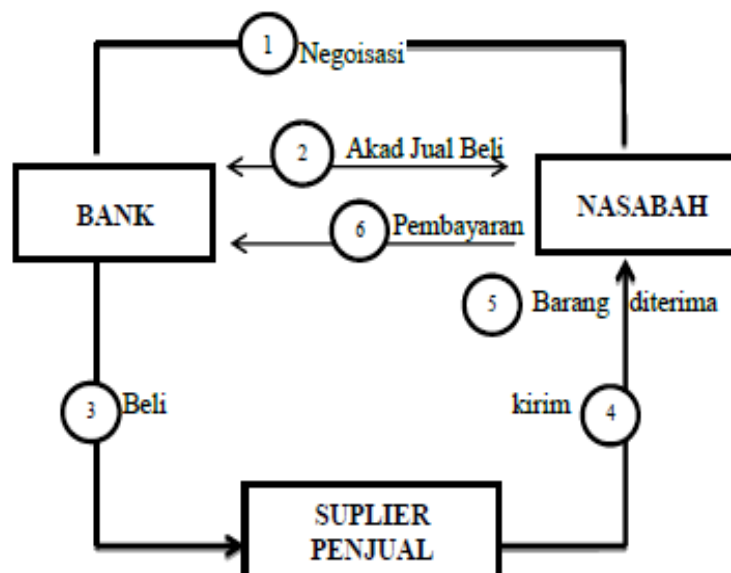 1 Negoisasi
2 Akad Jual Beli
BANK
NASABAH
6 Pembayaran
5 Barang diterima
3 Beli
kirim 4
SUPLIER
PENJUAL